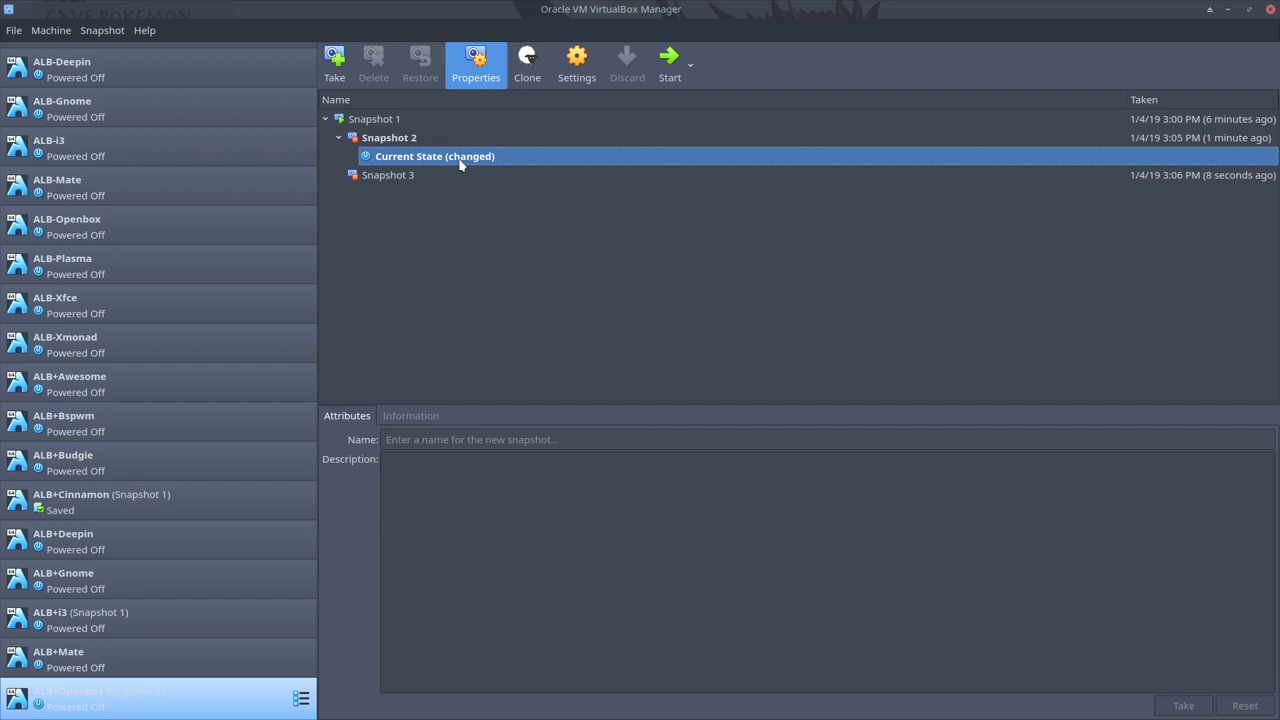 Oracle VM VirtualBox Manager
File Machine Snapshot Help
ALB-Deepin
Powered Off
ALB-Gnome
Powered Off
ALB-i3
Powered Off
ALB-Mate
Powered Off
ALB-Openbox
Powered Off
ALB-Plasma
Powered Off
ALB-Xfce
Powered Off
ALB-Xmonad
Powered Off
ALB+Awesome
Powered Off
ALB+Bspwm
Powered Off
ALB+Budgie
Powered Off
ALB+Cinnamon (Snapshot 1)
Saved
ALB+Deepin
Powered Off
ALB+Gnome
Powered Off
ALB+i3 (Snapshot 1)
Powered Off
ALB+Mate
Powered Off
ALB+Openbox (Snapshot 2)
Powered Off
Take Delete Restore Properties Clone Settings Discard Start
Name Taken
Snapshot 1 1/4/19 3:00 PM (6 minutes ago)
Snapshot 2 1/4/19 3:05 PM (1 minute ago)
Current State (changed)
Snapshot 3 1/4/19 3:06 PM (8 seconds ago)
Attributes Information
Name: Enter a name for the new snapshot...
Description:
Take Reset